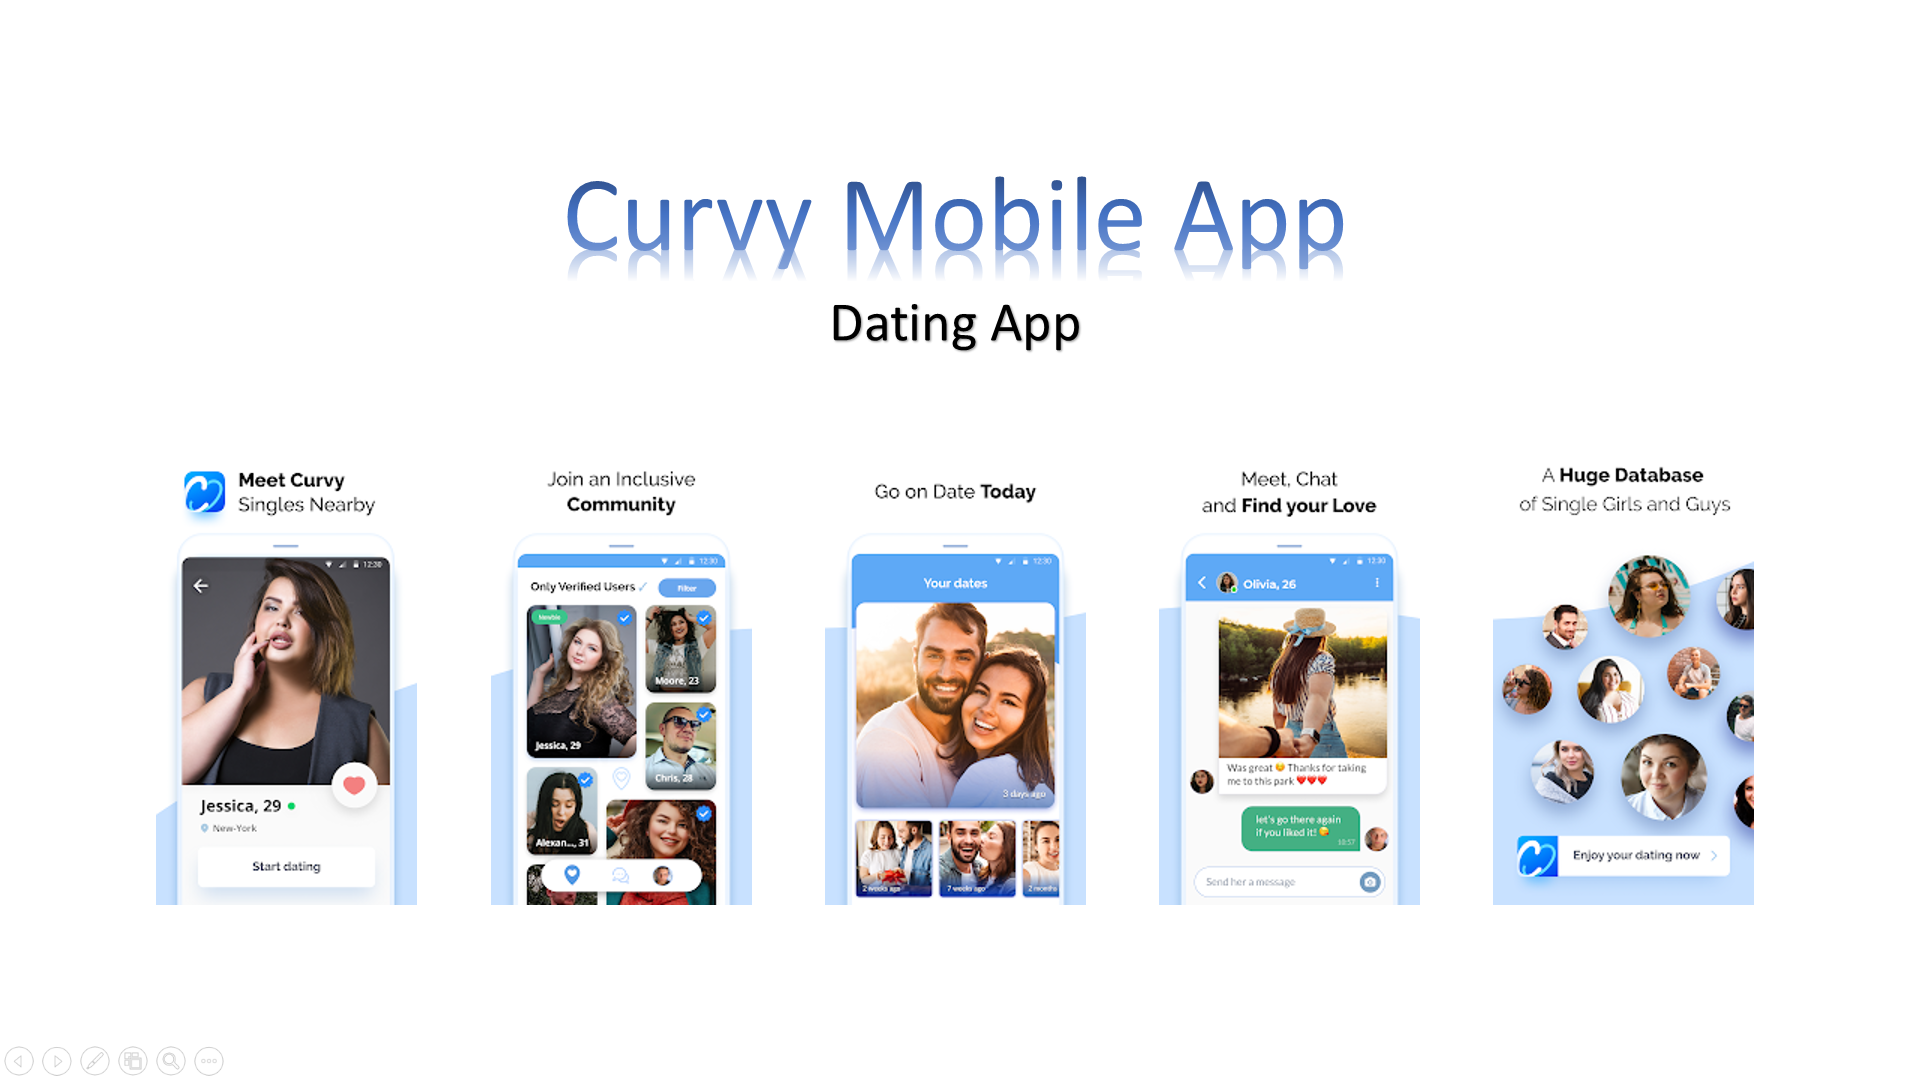 Curvy Mobile App
Dating App
Meet Curvy
Singles Nearby
12:30
Jessica, 29
New-York
Start dating
Join an Inclusive
Community
12:30
Only Verified Users ✓
Filter
Newbie
Moore, 23
Jessica, 29
Chris, 28
Alexan..., 31
Go on Date Today
12:30
Your dates
3 days ago
2 weeks ago
7 weeks ago
2 months
Meet, Chat
and Find your Love
12:30
Olivia, 26
Was great 😊 Thanks for taking
me to this park ❤❤❤
let's go there again
if you liked it! 😋
10:57
Send her a message
A Huge Database
of Single Girls and Guys
Enjoy your dating now